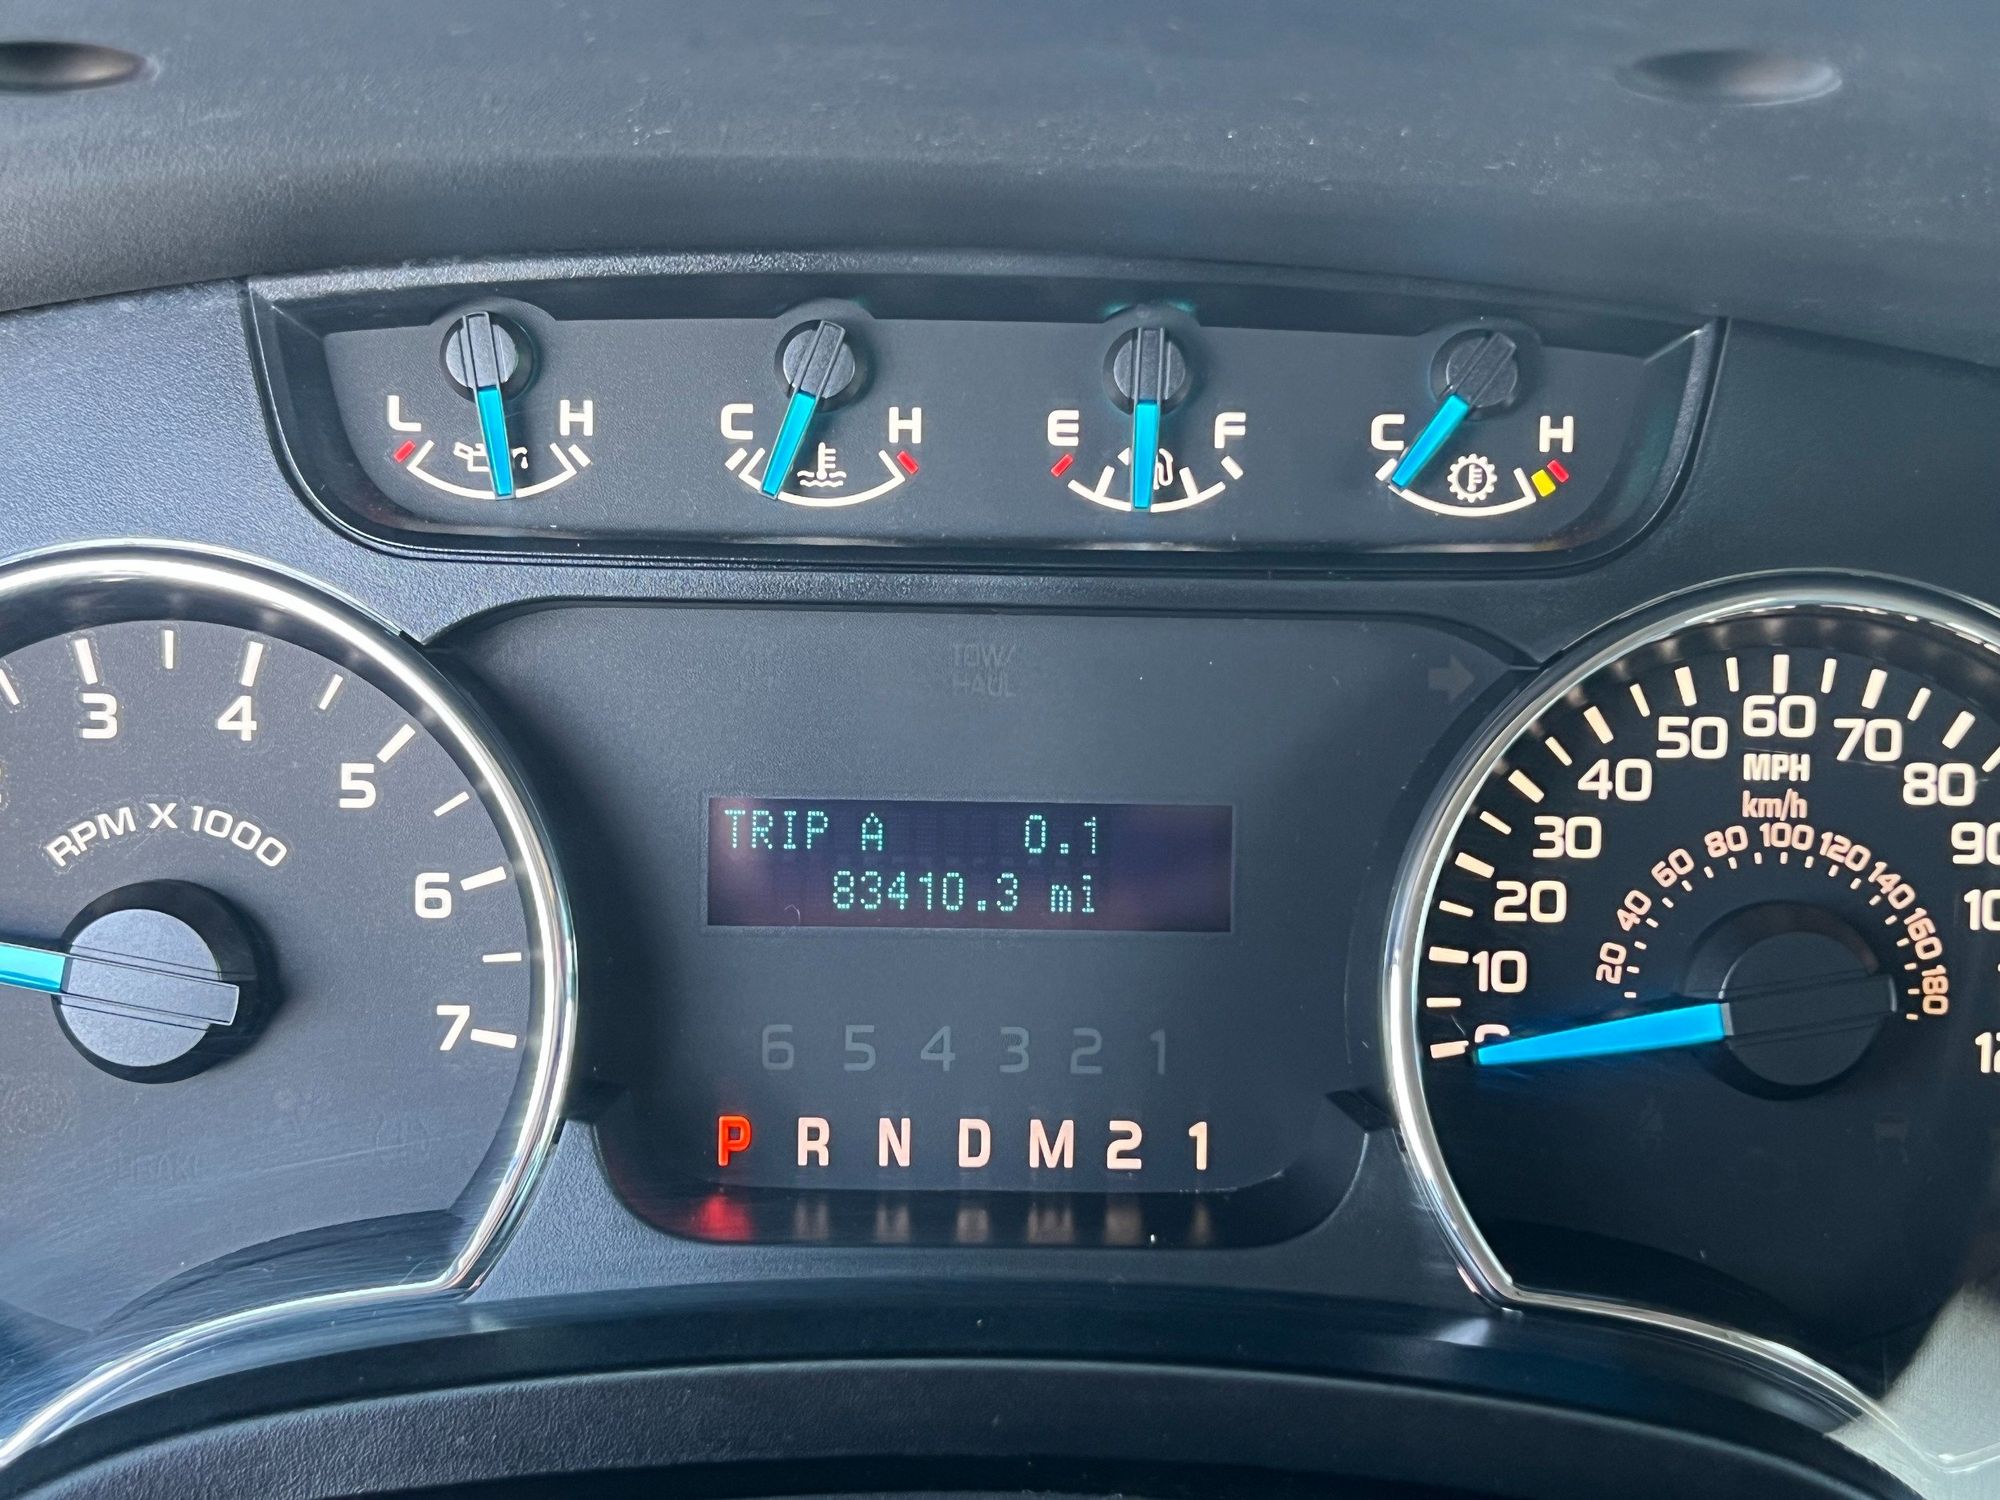 L H
C H
E F
C H
TOW/
HAUL
3 4 5 6 7
RPM X 1000
TRIP A 0.1
83410.3 mi
6 5 4 3 2 1
P R N D M 2 1
10 20 30 40 50 60 70 80
MPH
km/h
20 40 60 80 100 120 140 160 180